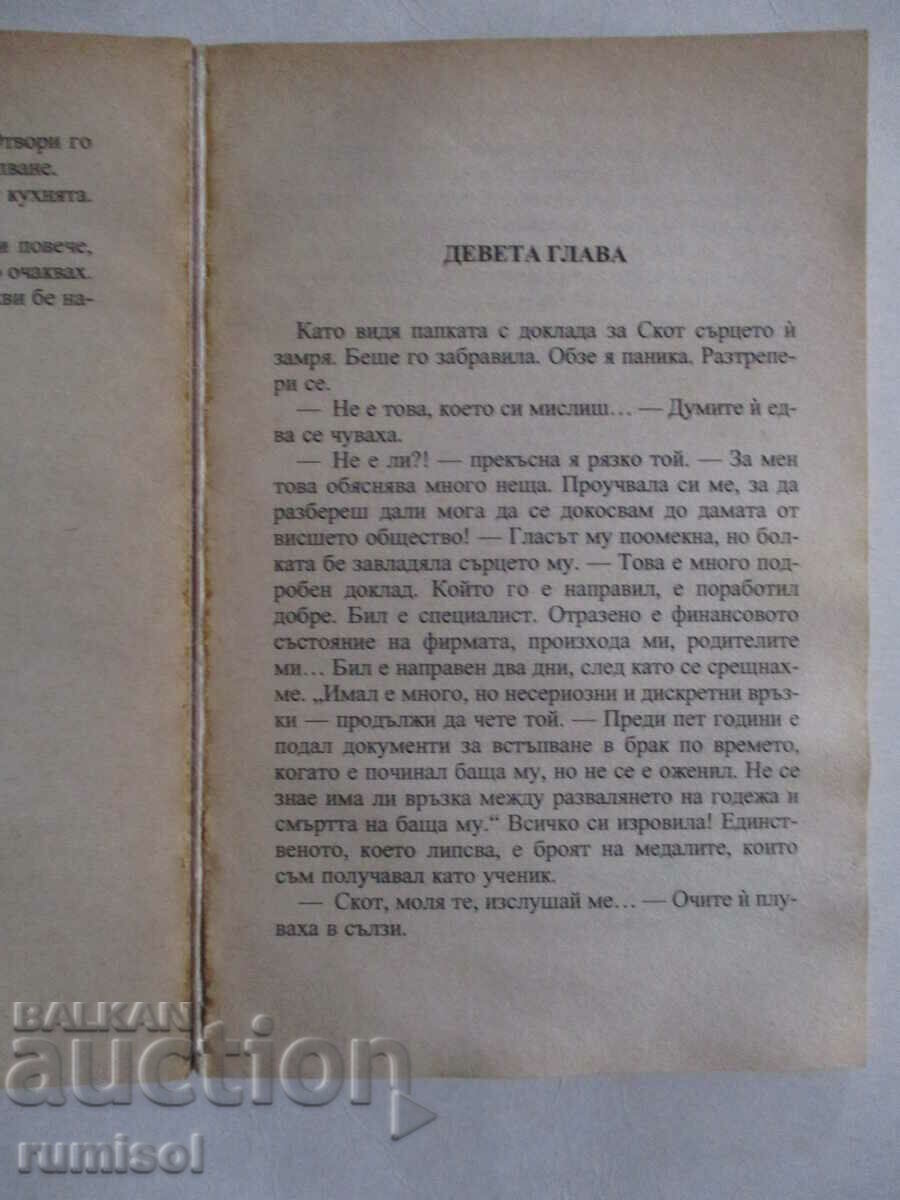 твори го
ване.
кухнята.
и повече,
очаквах.
кви бе на-
ДЕВЕТА ГЛАВА
Като видя папката с доклада за Скот сърцето ѝ
замря. Беше го забравила. Обзе я паника. Разтрепе-
ри се.
— Не е това, което си мислиш... — Думите ѝ ед-
ва се чуваха.
— Не е ли?! — прекъсна я рязко той. — За мен
това обяснява много неща. Проучвала си ме, за да
разбереш дали мога да се докосвам до дамата от
висшето общество! — Гласът му поомекна, но бол-
ката бе завладяла сърцето му. — Това е много под-
робен доклад. Който го е направил, е поработил
добре. Бил е специалист. Отразено е финансовото
състояние на фирмата, произхода ми, родителите
ми... Бил е направен два дни, след като се срещнах-
ме. „Имал е много, но несериозни и дискретни връз-
ки — продължи да чете той. — Преди пет години е
подал документи за встъпване в брак по времето,
когато е починал баща му, но не се е оженил. Не се
знае има ли връзка между развалянето на годежа и
смъртта на баща му.“ Всичко си изровила! Единст-
веното, което липсва, е броят на медалите, които
съм получавал като ученик.
— Скот, моля те, изслушай ме... — Очите ѝ плу-
ваха в сълзи.
BALKAN
auction
rumisol